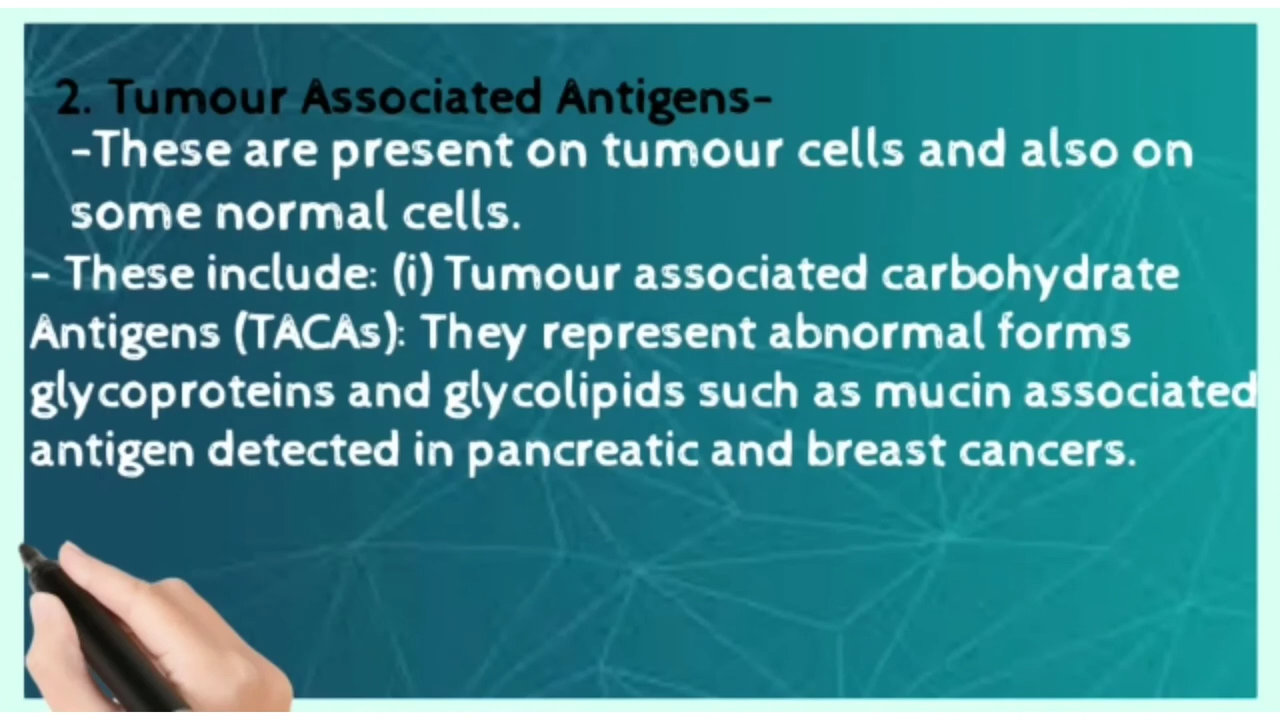 2. Tumour Associated Antigens-
-These are present on tumour cells and also on
some normal cells.
- These include: (i) Tumour associated carbohydrate
Antigens (TACAs): They represent abnormal forms
glycoproteins and glycolipids such as mucin associated
antigen detected in pancreatic and breast cancers.